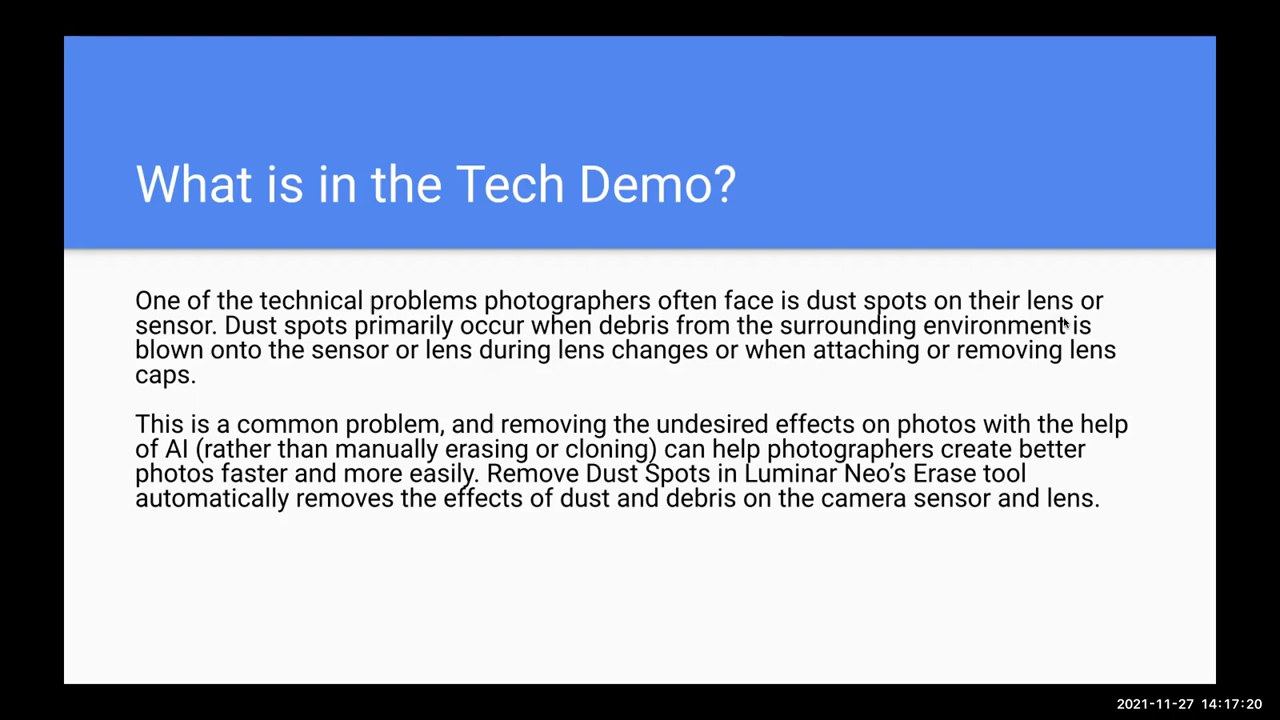 What is in the Tech Demo?
One of the technical problems photographers often face is dust spots on their lens or
sensor. Dust spots primarily occur when debris from the surrounding environment is
blown onto the sensor or lens during lens changes or when attaching or removing lens
caps.
This is a common problem, and removing the undesired effects on photos with the help
of AI (rather than manually erasing or cloning) can help photographers create better
photos faster and more easily. Remove Dust Spots in Luminar Neo’s Erase tool
automatically removes the effects of dust and debris on the camera sensor and lens.
2021-11-27 14:17:20